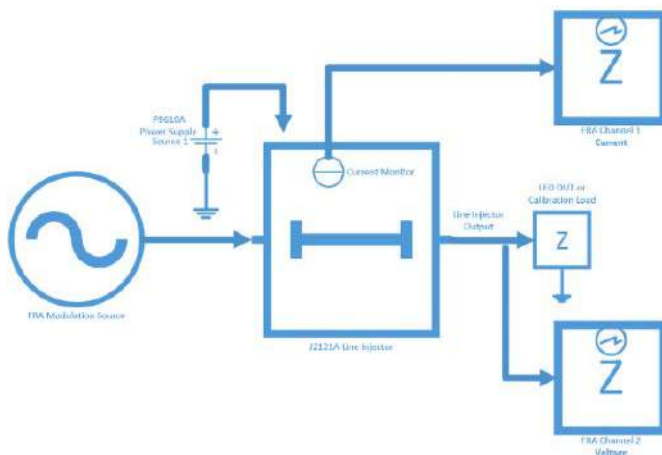 P9610A
Power Supply
Source 1
+
-
Current Monitor
Z
FRA Channel 1
Current
LED DUT or
Calibration Load
Line Injector
Output
Z
FRA Modulation Source
J2121A Line Injector
Z
FRA Channel 2
Voltage